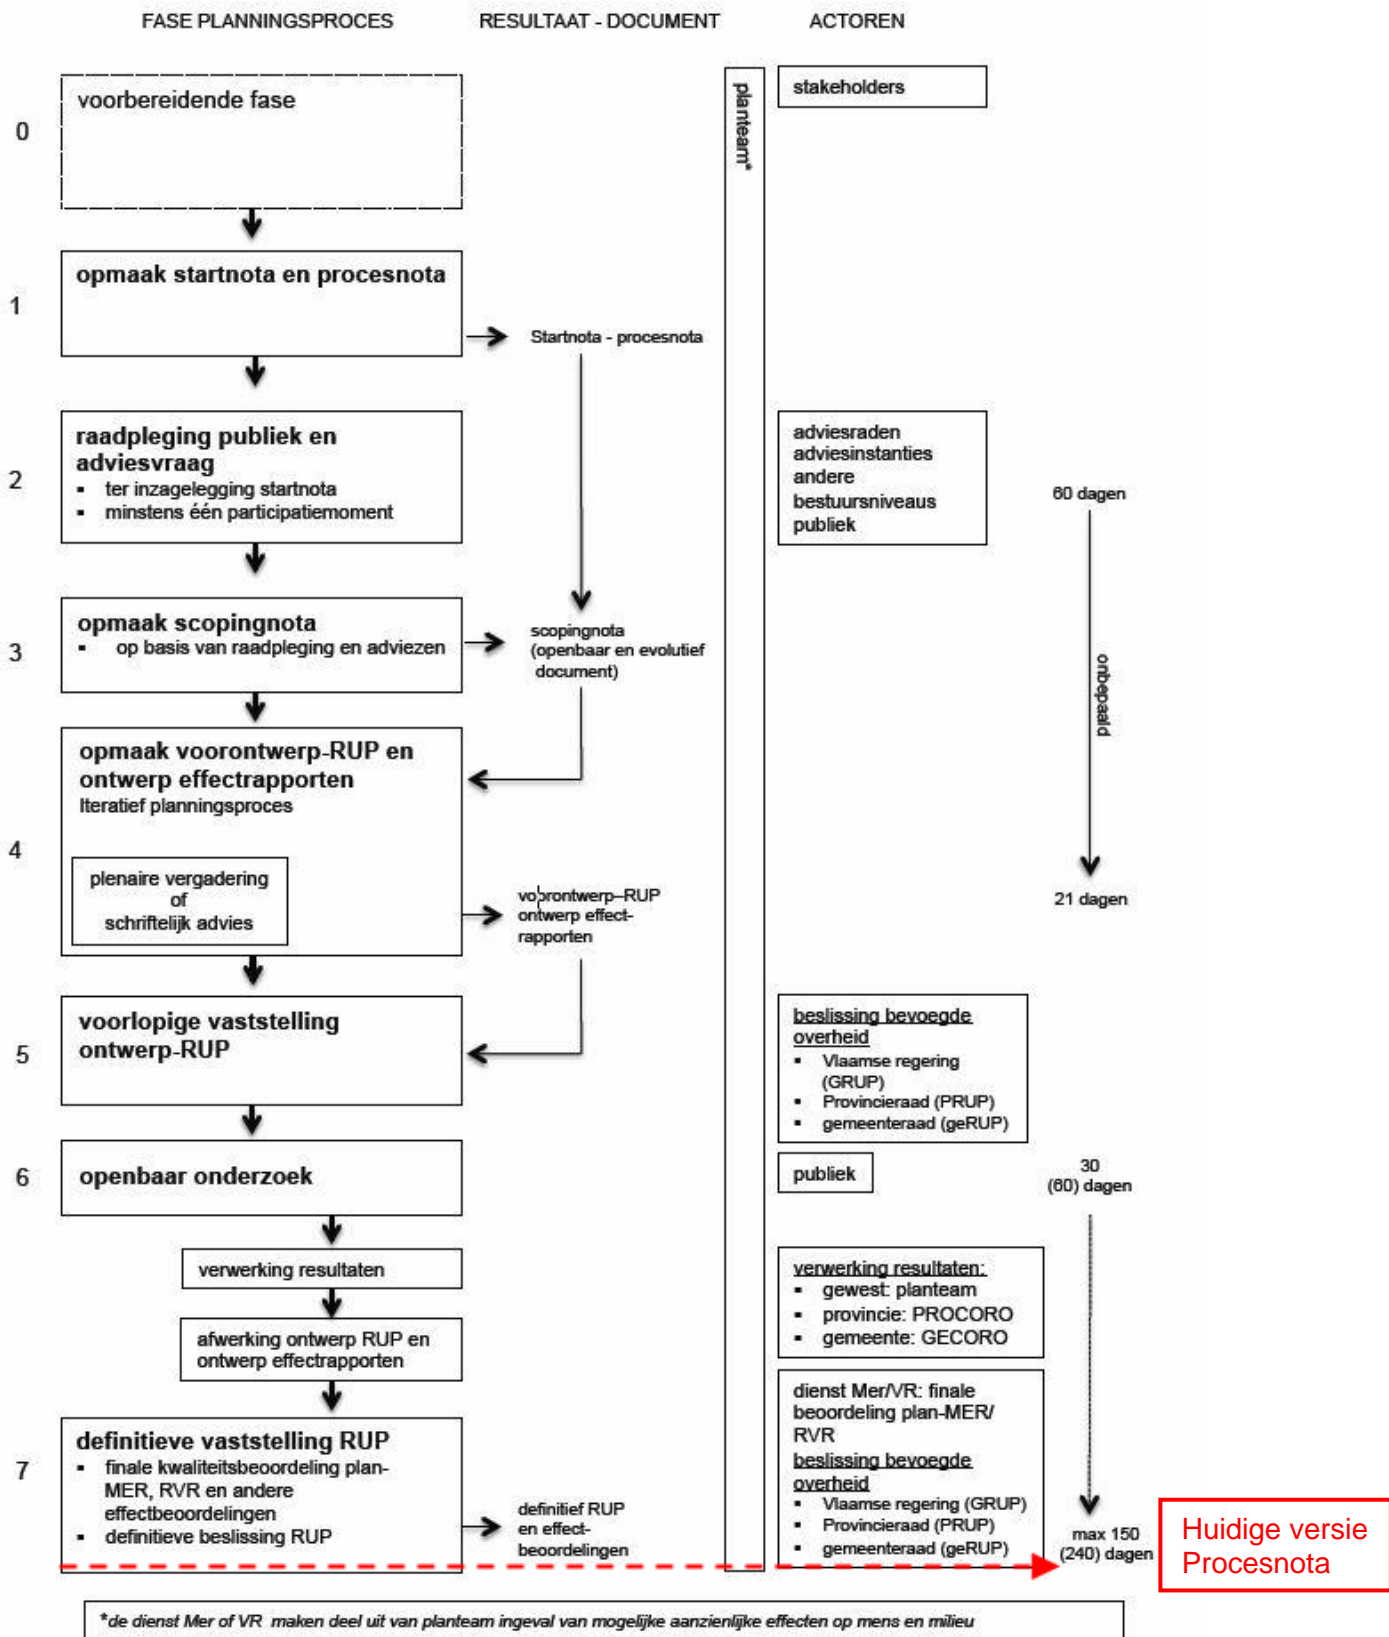 FASE PLANNINGSPROCES
RESULTAAT - DOCUMENT
ACTOREN
planteam*
0
voorbereidende fase
stakeholders
1
opmaak startnota en procesnota
Startnota - procesnota
2
raadpleging publiek en
adviesvraag
▪ ter inzagelegging startnota
▪ minstens één participatiemoment
adviesraden
adviesinstanties
andere
bestuursniveaus
publiek
60 dagen
onbepaald
3
opmaak scopingnota
▪ op basis van raadpleging en adviezen
scopingnota
(openbaar en evolutief
document)
4
opmaak voorontwerp-RUP en
ontwerp effectrapporten
Iteratief planningsproces
plenaire vergadering
of
schriftelijk advies
voorontwerp–RUP
ontwerp effect-
rapporten
21 dagen
5
voorlopige vaststelling
ontwerp-RUP
beslissing bevoegde
overheid
▪ Vlaamse regering
(GRUP)
▪ Provincieraad (PRUP)
▪ gemeenteraad (geRUP)
6
openbaar onderzoek
publiek
30
(60) dagen
verwerking resultaten
afwerking ontwerp RUP en
ontwerp effectrapporten
verwerking resultaten:
▪ gewest: planteam
▪ provincie: PROCORO
▪ gemeente: GECORO
7
definitieve vaststelling RUP
▪ finale kwaliteitsbeoordeling plan-
MER, RVR en andere
effectbeoordelingen
▪ definitieve beslissing RUP
definitief RUP
en effect-
beoordelingen
dienst Mer/VR: finale
beoordeling plan-MER/
RVR
beslissing bevoegde
overheid
▪ Vlaamse regering (GRUP)
▪ Provincieraad (PRUP)
▪ gemeenteraad (geRUP)
max 150
(240) dagen
Huidige versie
Procesnota
*de dienst Mer of VR maken deel uit van planteam ingeval van mogelijke aanzienlijke effecten op mens en milieu